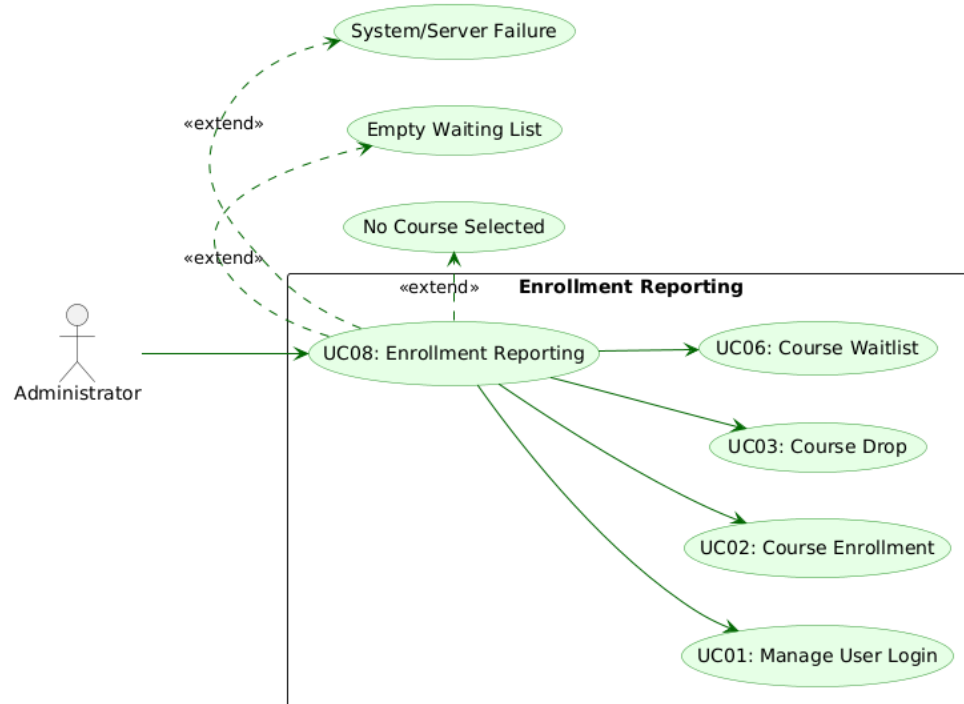 System/Server Failure
«extend»
Empty Waiting List
No Course Selected
«extend»
«extend»
Enrollment Reporting
Administrator
UC08: Enrollment Reporting
UC06: Course Waitlist
UC03: Course Drop
UC02: Course Enrollment
UC01: Manage User Login